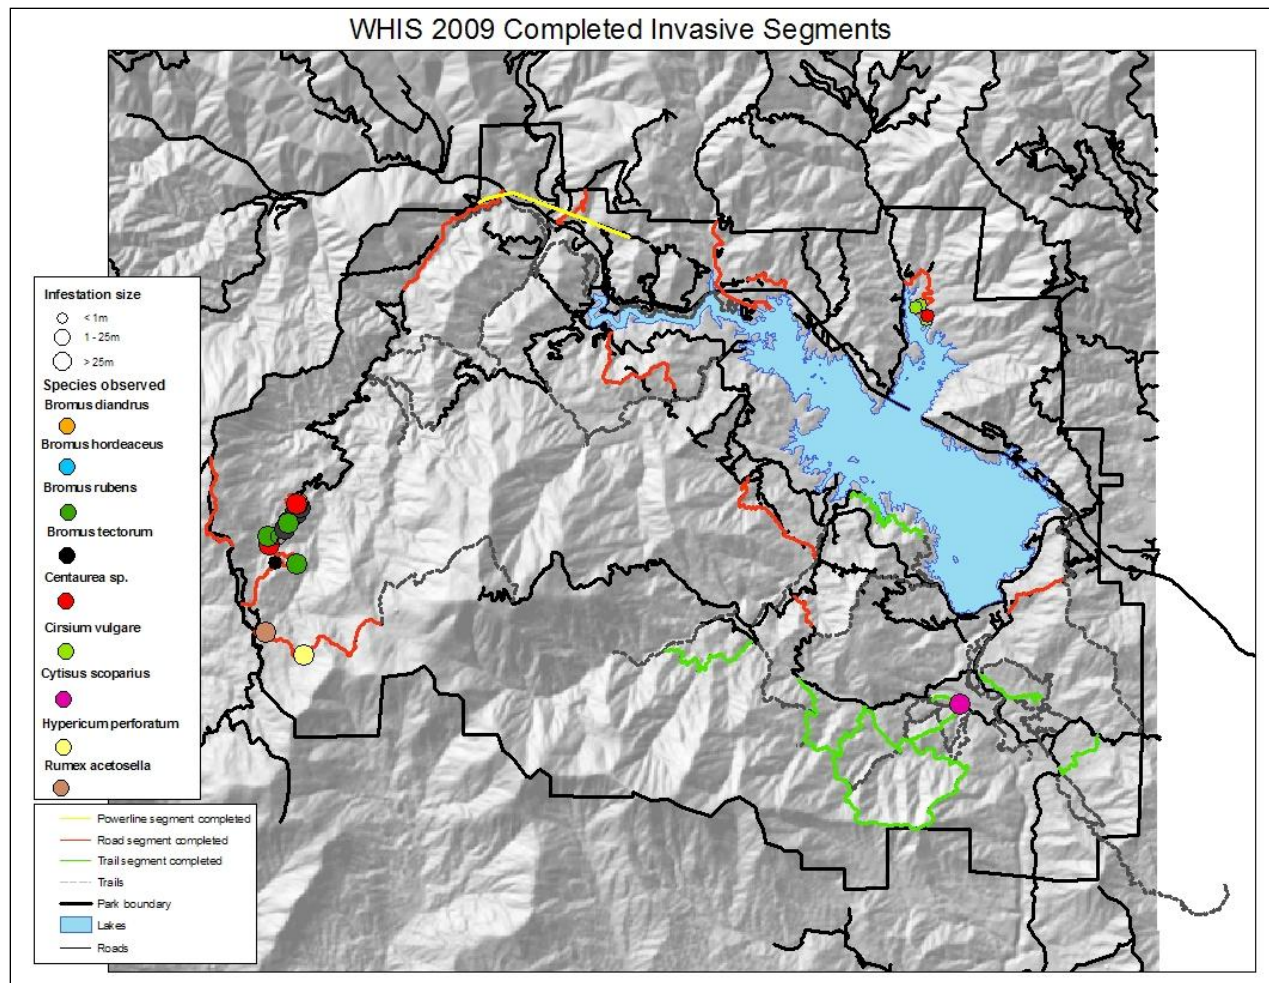 WHIS 2009 Completed Invasive Segments
Infestation size
< 1m
1 - 25m
> 25m
Species observed
Bromus diandrus
Bromus hordeaceus
Bromus rubens
Bromus tectorum
Centaurea sp.
Cirsium vulgare
Cytisus scoparius
Hypericum perforatum
Rumex acetosella
Powerline segment completed
Road segment completed
Trail segment completed
Trails
Park boundary
Lakes
Roads